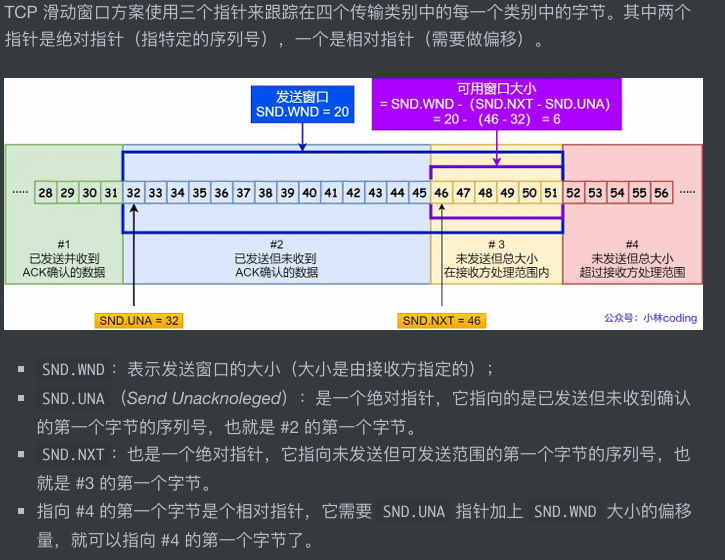 TCP 滑动窗口方案使用三个指针来跟踪在四个传输类别中的每一个类别中的字节。其中两个
指针是绝对指针（指特定的序列号），一个是相对指针（需要做偏移）。
发送窗口
SND.WND = 20
可用窗口大小
= SND.WND -（SND.NXT - SND.UNA）
= 20 - （46 - 32） = 6
...... 28 29 30 31 32 33 34 35 36 37 38 39 40 41 42 43 44 45 46 47 48 49 50 51 52 53 54 55 56 ......
#1
已发送并收到
ACK确认的数据
#2
已发送但未收到
ACK确认的数据
# 3
未发送但总大小
在接收方处理范围内
#4
未发送但总大小
超过接收方处理范围
SND.UNA = 32
SND.NXT = 46
公众号：小林coding
SND.WND：表示发送窗口的大小（大小是由接收方指定的）；
SND.UNA（Send Unacknoleged）：是一个绝对指针，它指向的是已发送但未收到确认
的第一个字节的序列号，也就是 #2 的第一个字节。
SND.NXT：也是一个绝对指针，它指向未发送但可发送范围的第一个字节的序列号，也
就是 #3 的第一个字节。
指向 #4 的第一个字节是个相对指针，它需要 SND.UNA 指针加上 SND.WND 大小的偏移
量，就可以指向 #4 的第一个字节了。